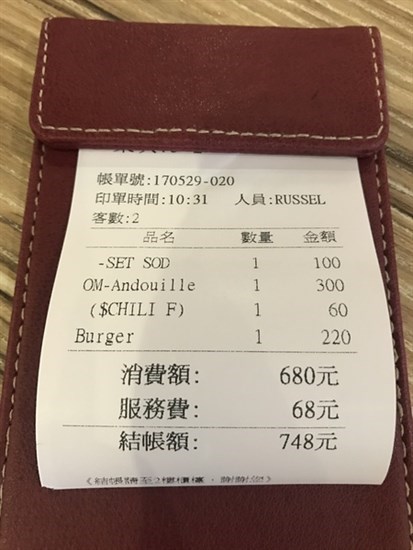 帳單號:170529-020
印單時間:10:31 人員:RUSSEL
客數:2
品名 數量 金額
-SET SOD 1 100
OM-Andouille 1 300
($CHILI F) 1 60
Burger 1 220
消費額: 680元
服務費: 68元
結帳額: 748元